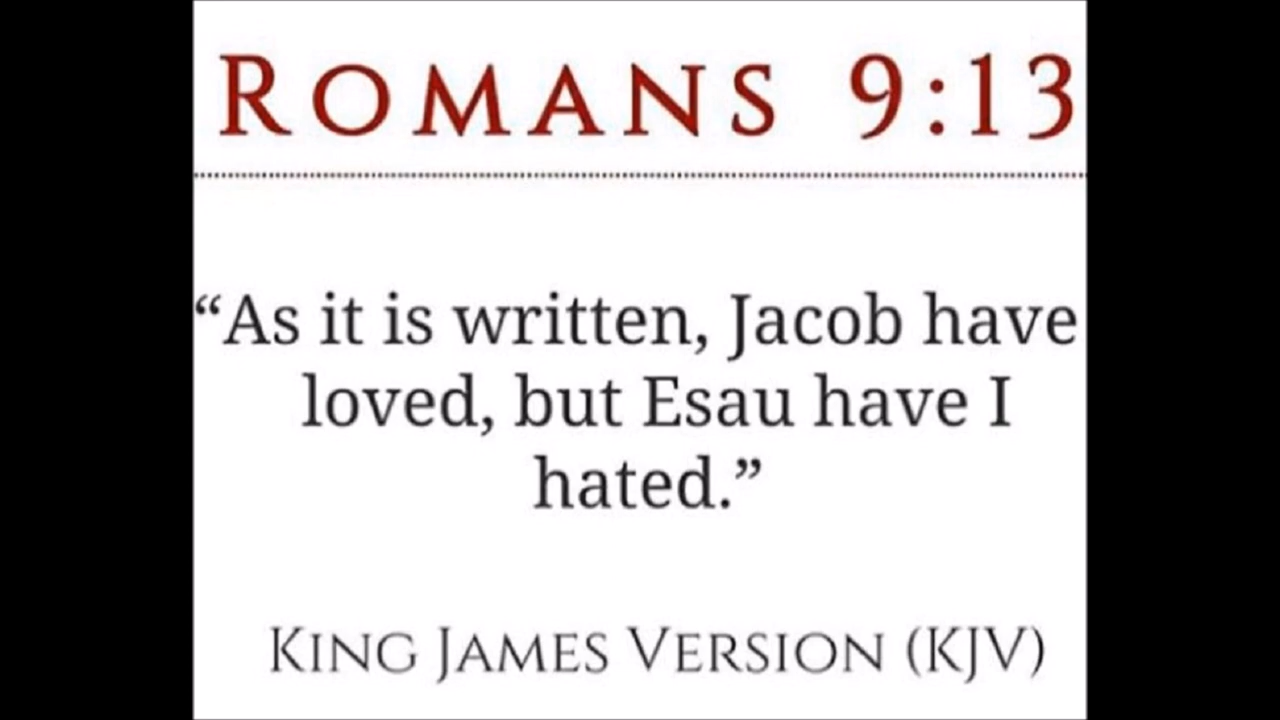 Romans 9:13
“As it is written, Jacob have
loved, but Esau have I
hated.”
King James Version (KJV)